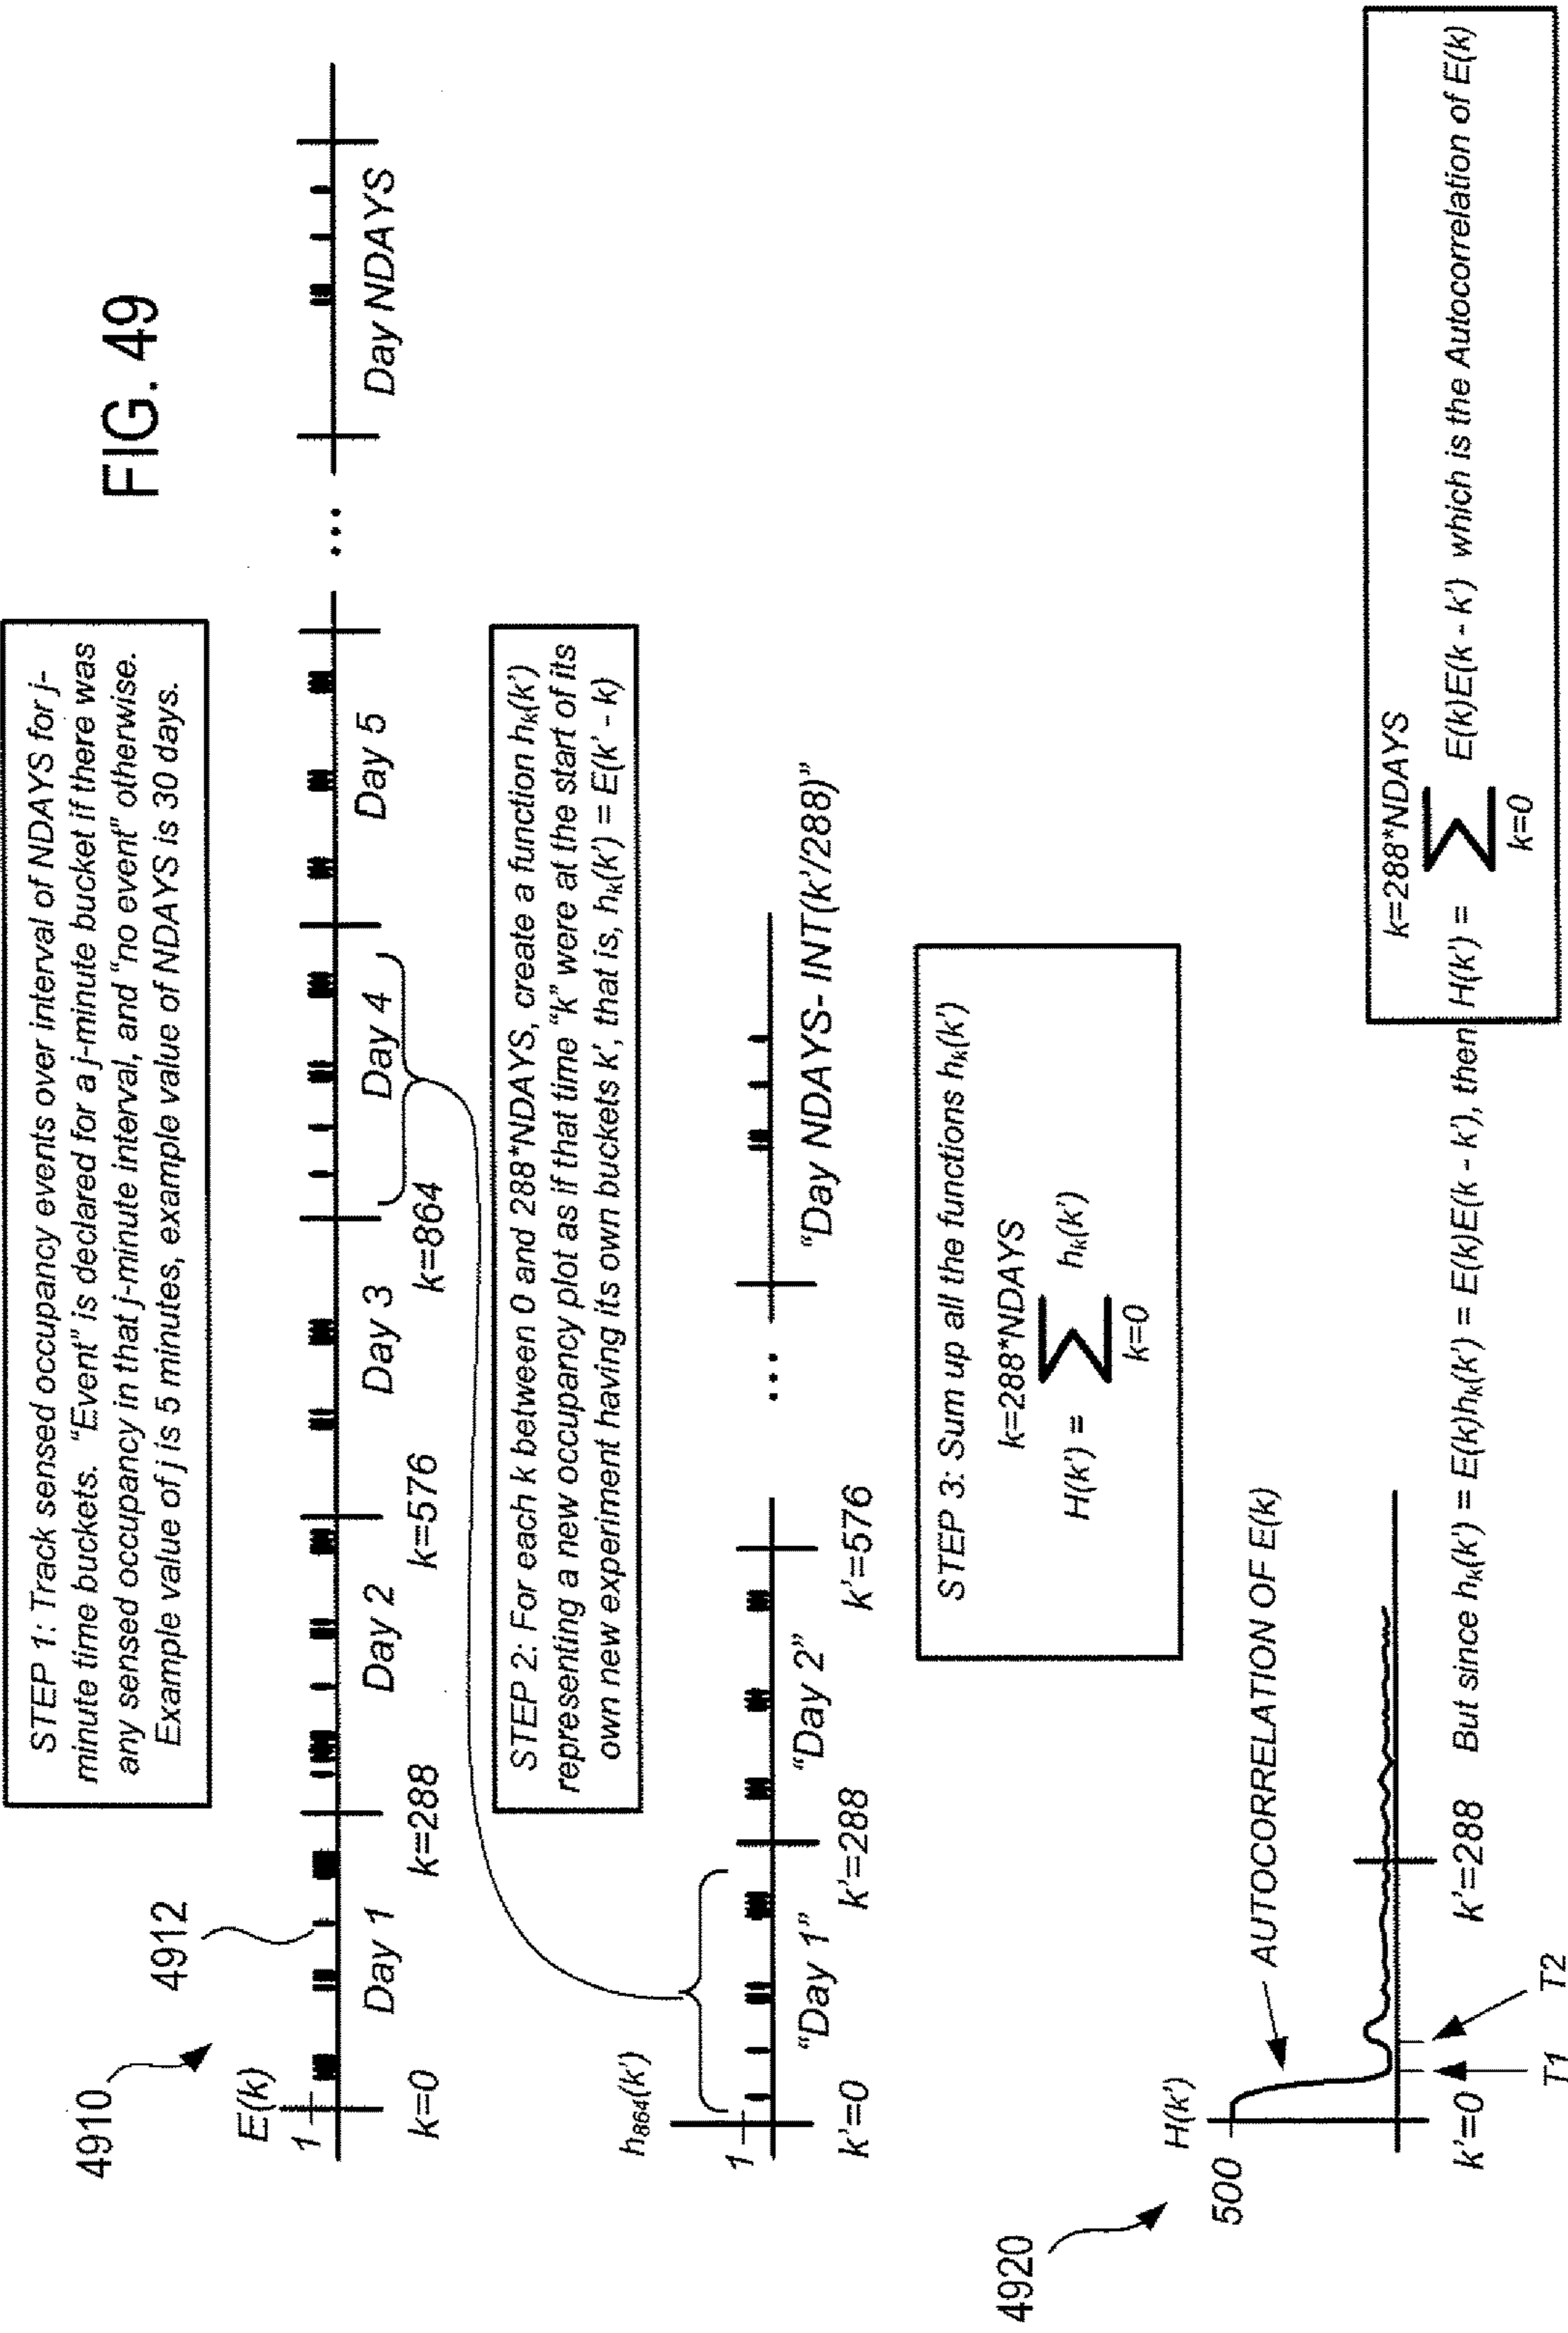 FIG. 49
STEP 1: Track sensed occupancy events over interval of NDAYS for j-
minute time buckets. “Event” is declared for a j-minute bucket if there was
any sensed occupancy in that j-minute interval, and “no event” otherwise.
Example value of j is 5 minutes, example value of NDAYS is 30 days.
4910
4912
E(k)
1
Day 1
Day 2
Day 3
Day 4
Day 5
...
Day NDAYS
k=0
k=288
k=576
k=864
STEP 2: For each k between 0 and 288*NDAYS, create a function hk(k’)
representing a new occupancy plot as if that time “k” were at the start of its
own new experiment having its own buckets k’, that is, hk(k’) = E(k’ - k)
h864(k’)
1
“Day 1”
“Day 2”
...
“Day NDAYS- INT(k’/288)”
k’=0
k’=288
k’=576
STEP 3: Sum up all the functions hk(k’)
k=288*NDAYS
H(k’) = ∑ hk(k’)
k=0
4920
H(k’)
500
AUTOCORRELATION OF E(k)
k’=0
k’=288
T1
T2
k=288*NDAYS
But since hk(k’) = E(k)hk(k’) = E(k)E(k - k’), then H(k’) = ∑ E(k)E(k - k’) which is the Autocorrelation of E(k)
k=0